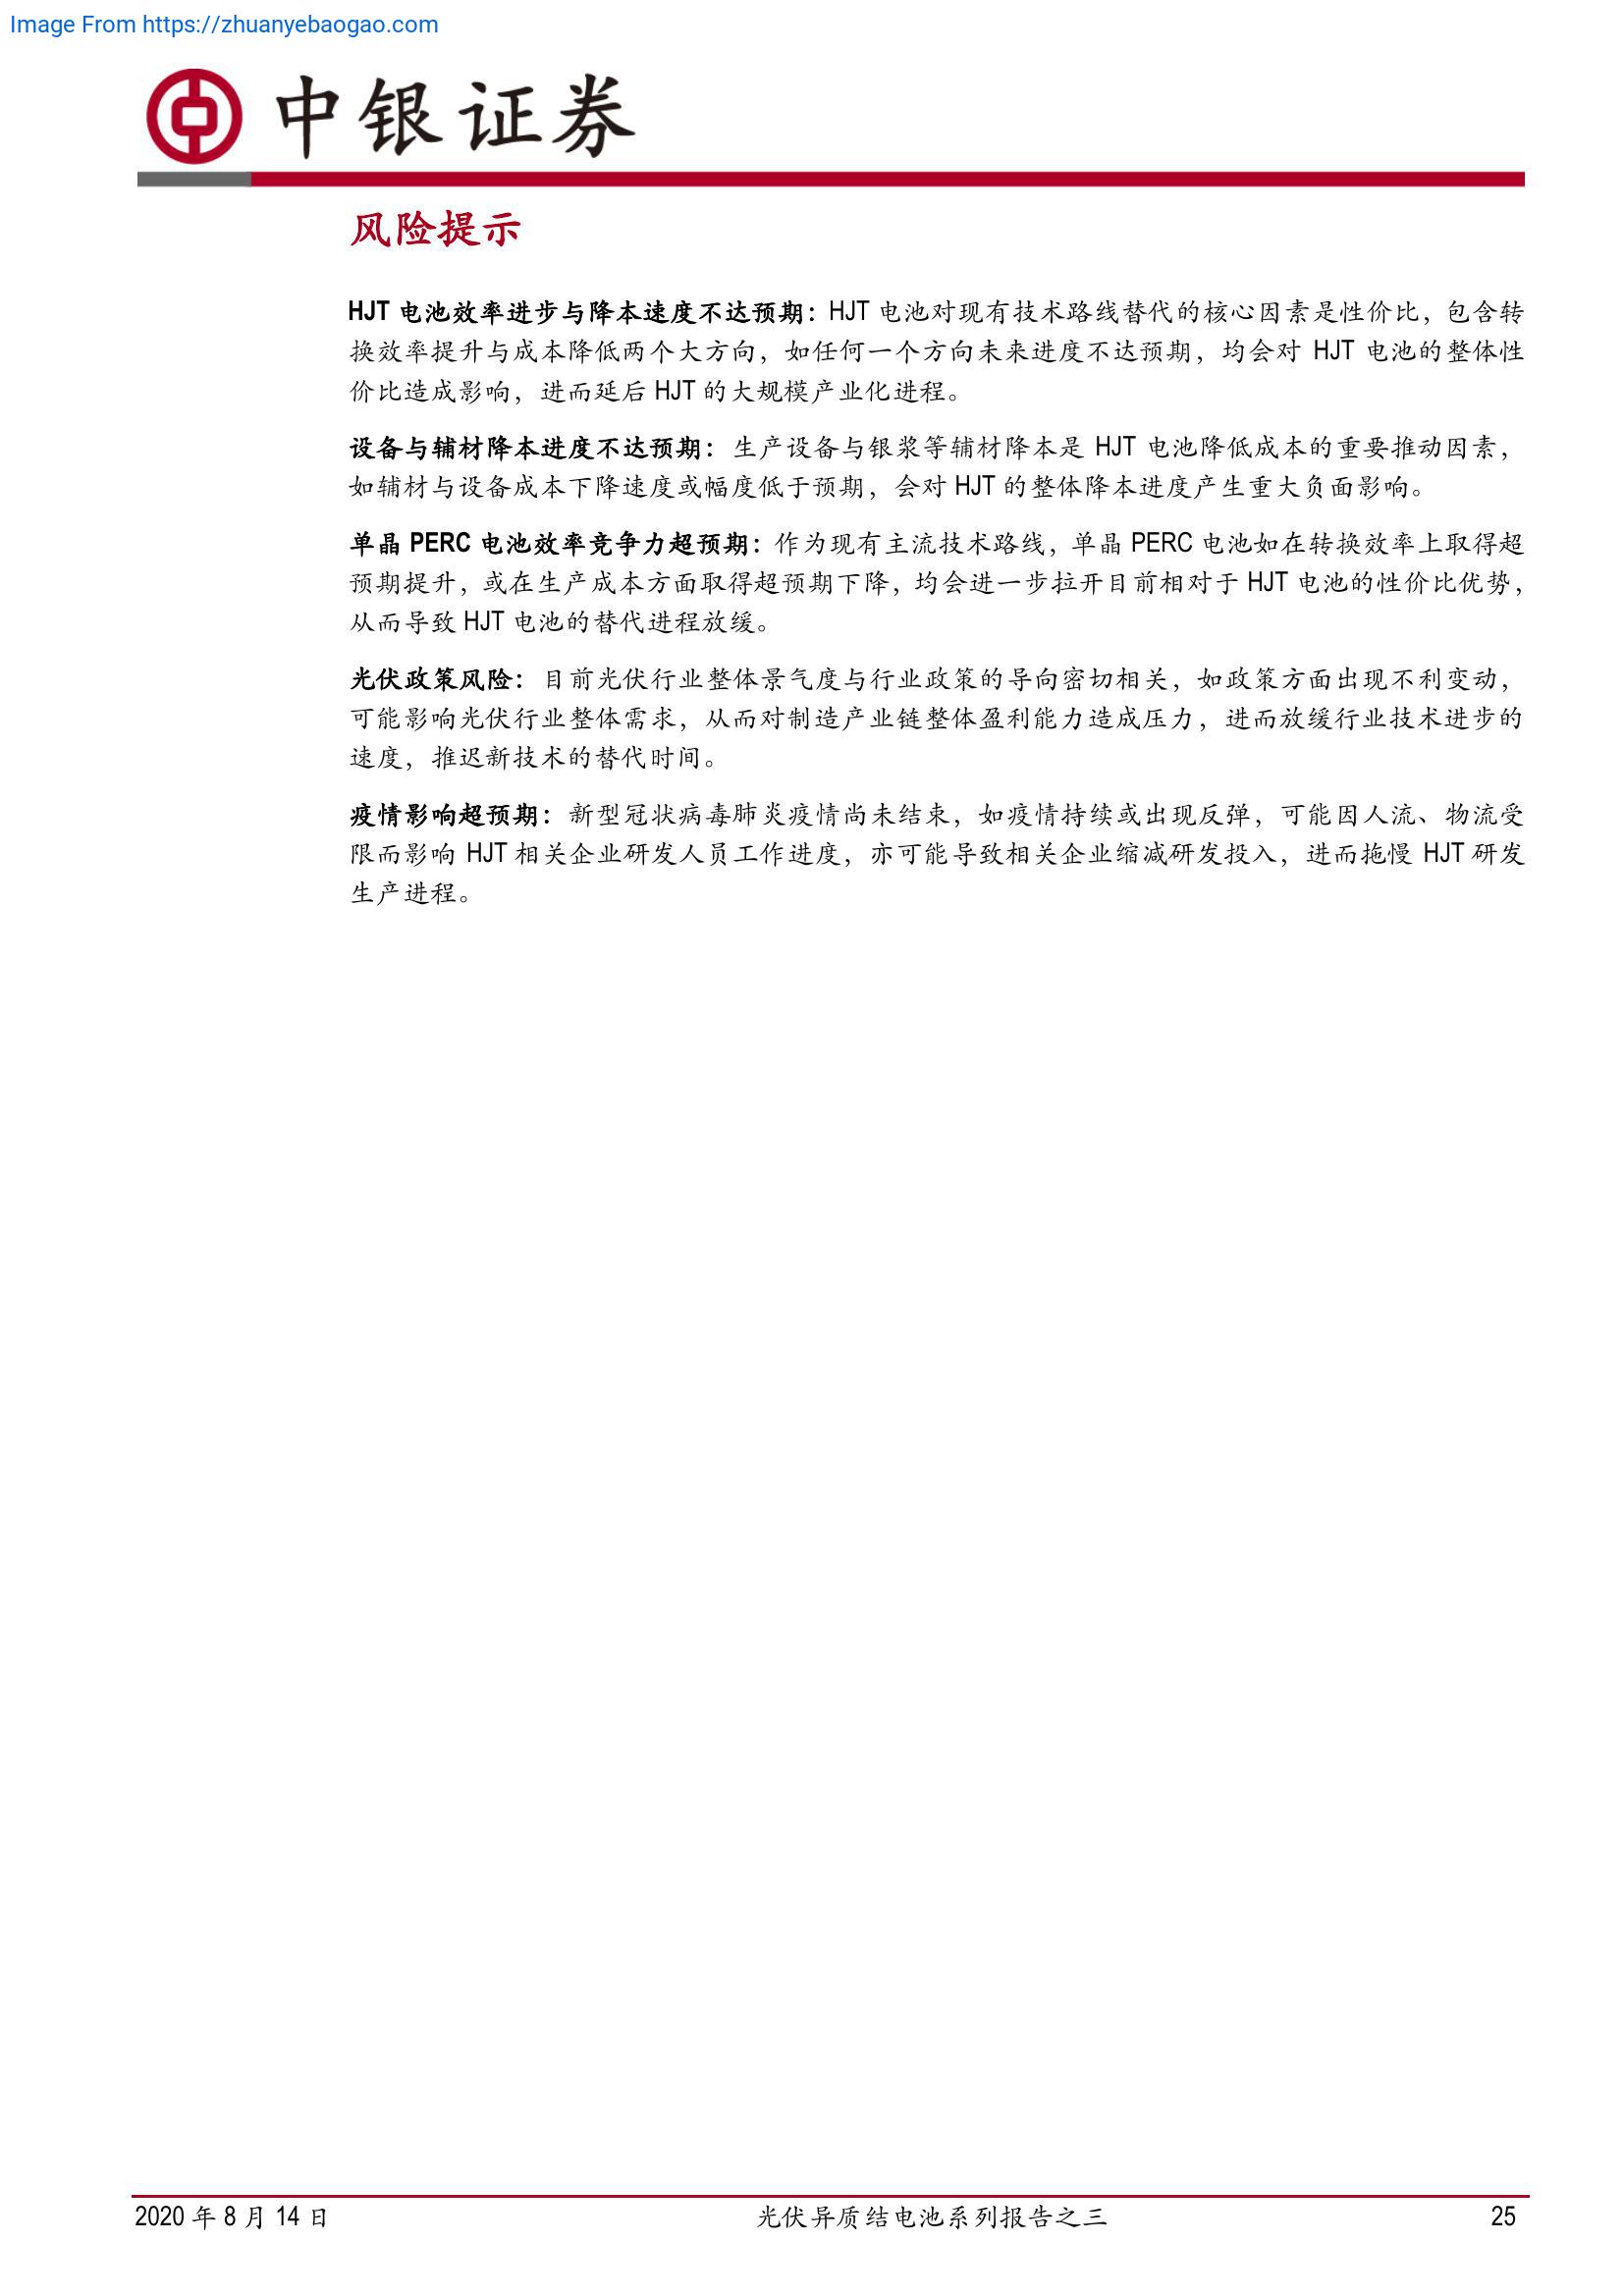 Image From https://zhuanyebaogao.com
中银证券
风险提示
HJT 电池效率进步与降本速度不达预期：HJT 电池对现有技术路线替代的核心因素是性价比，包含转
换效率提升与成本降低两个大方向，如任何一个方向未来进度不达预期，均会对 HJT 电池的整体性
价比造成影响，进而延后 HJT 的大规模产业化进程。
设备与辅材降本进度不达预期：生产设备与银浆等辅材降本是 HJT 电池降低成本的重要推动因素，
如辅材与设备成本下降速度或幅度低于预期，会对 HJT 的整体降本进度产生重大负面影响。
单晶 PERC 电池效率竞争力超预期：作为现有主流技术路线，单晶 PERC 电池如在转换效率上取得超
预期提升，或在生产成本方面取得超预期下降，均会进一步拉开目前相对于 HJT 电池的性价比优势，
从而导致 HJT 电池的替代进程放缓。
光伏政策风险：目前光伏行业整体景气度与行业政策的导向密切相关，如政策方面出现不利变动，
可能影响光伏行业整体需求，从而对制造产业链整体盈利能力造成压力，进而放缓行业技术进步的
速度，推迟新技术的替代时间。
疫情影响超预期：新型冠状病毒肺炎疫情尚未结束，如疫情持续或出现反弹，可能因人流、物流受
限而影响 HJT 相关企业研发人员工作进度，亦可能导致相关企业缩减研发投入，进而拖慢 HJT 研发
生产进程。
2020 年 8 月 14 日
光伏异质结电池系列报告之三
25